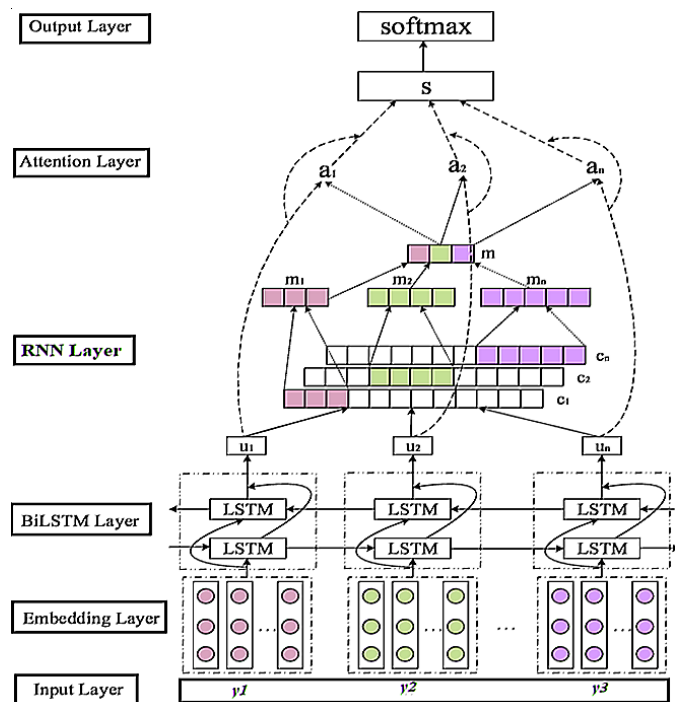 Output Layer
softmax
s
Attention Layer
a1
a2
an
m
m1
m2
mn
RNN Layer
cn
c2
c1
u1
u2
un
BiLSTM Layer
LSTM
LSTM
LSTM
LSTM
LSTM
LSTM
Embedding Layer
...
...
...
...
Input Layer
y1
y2
y3